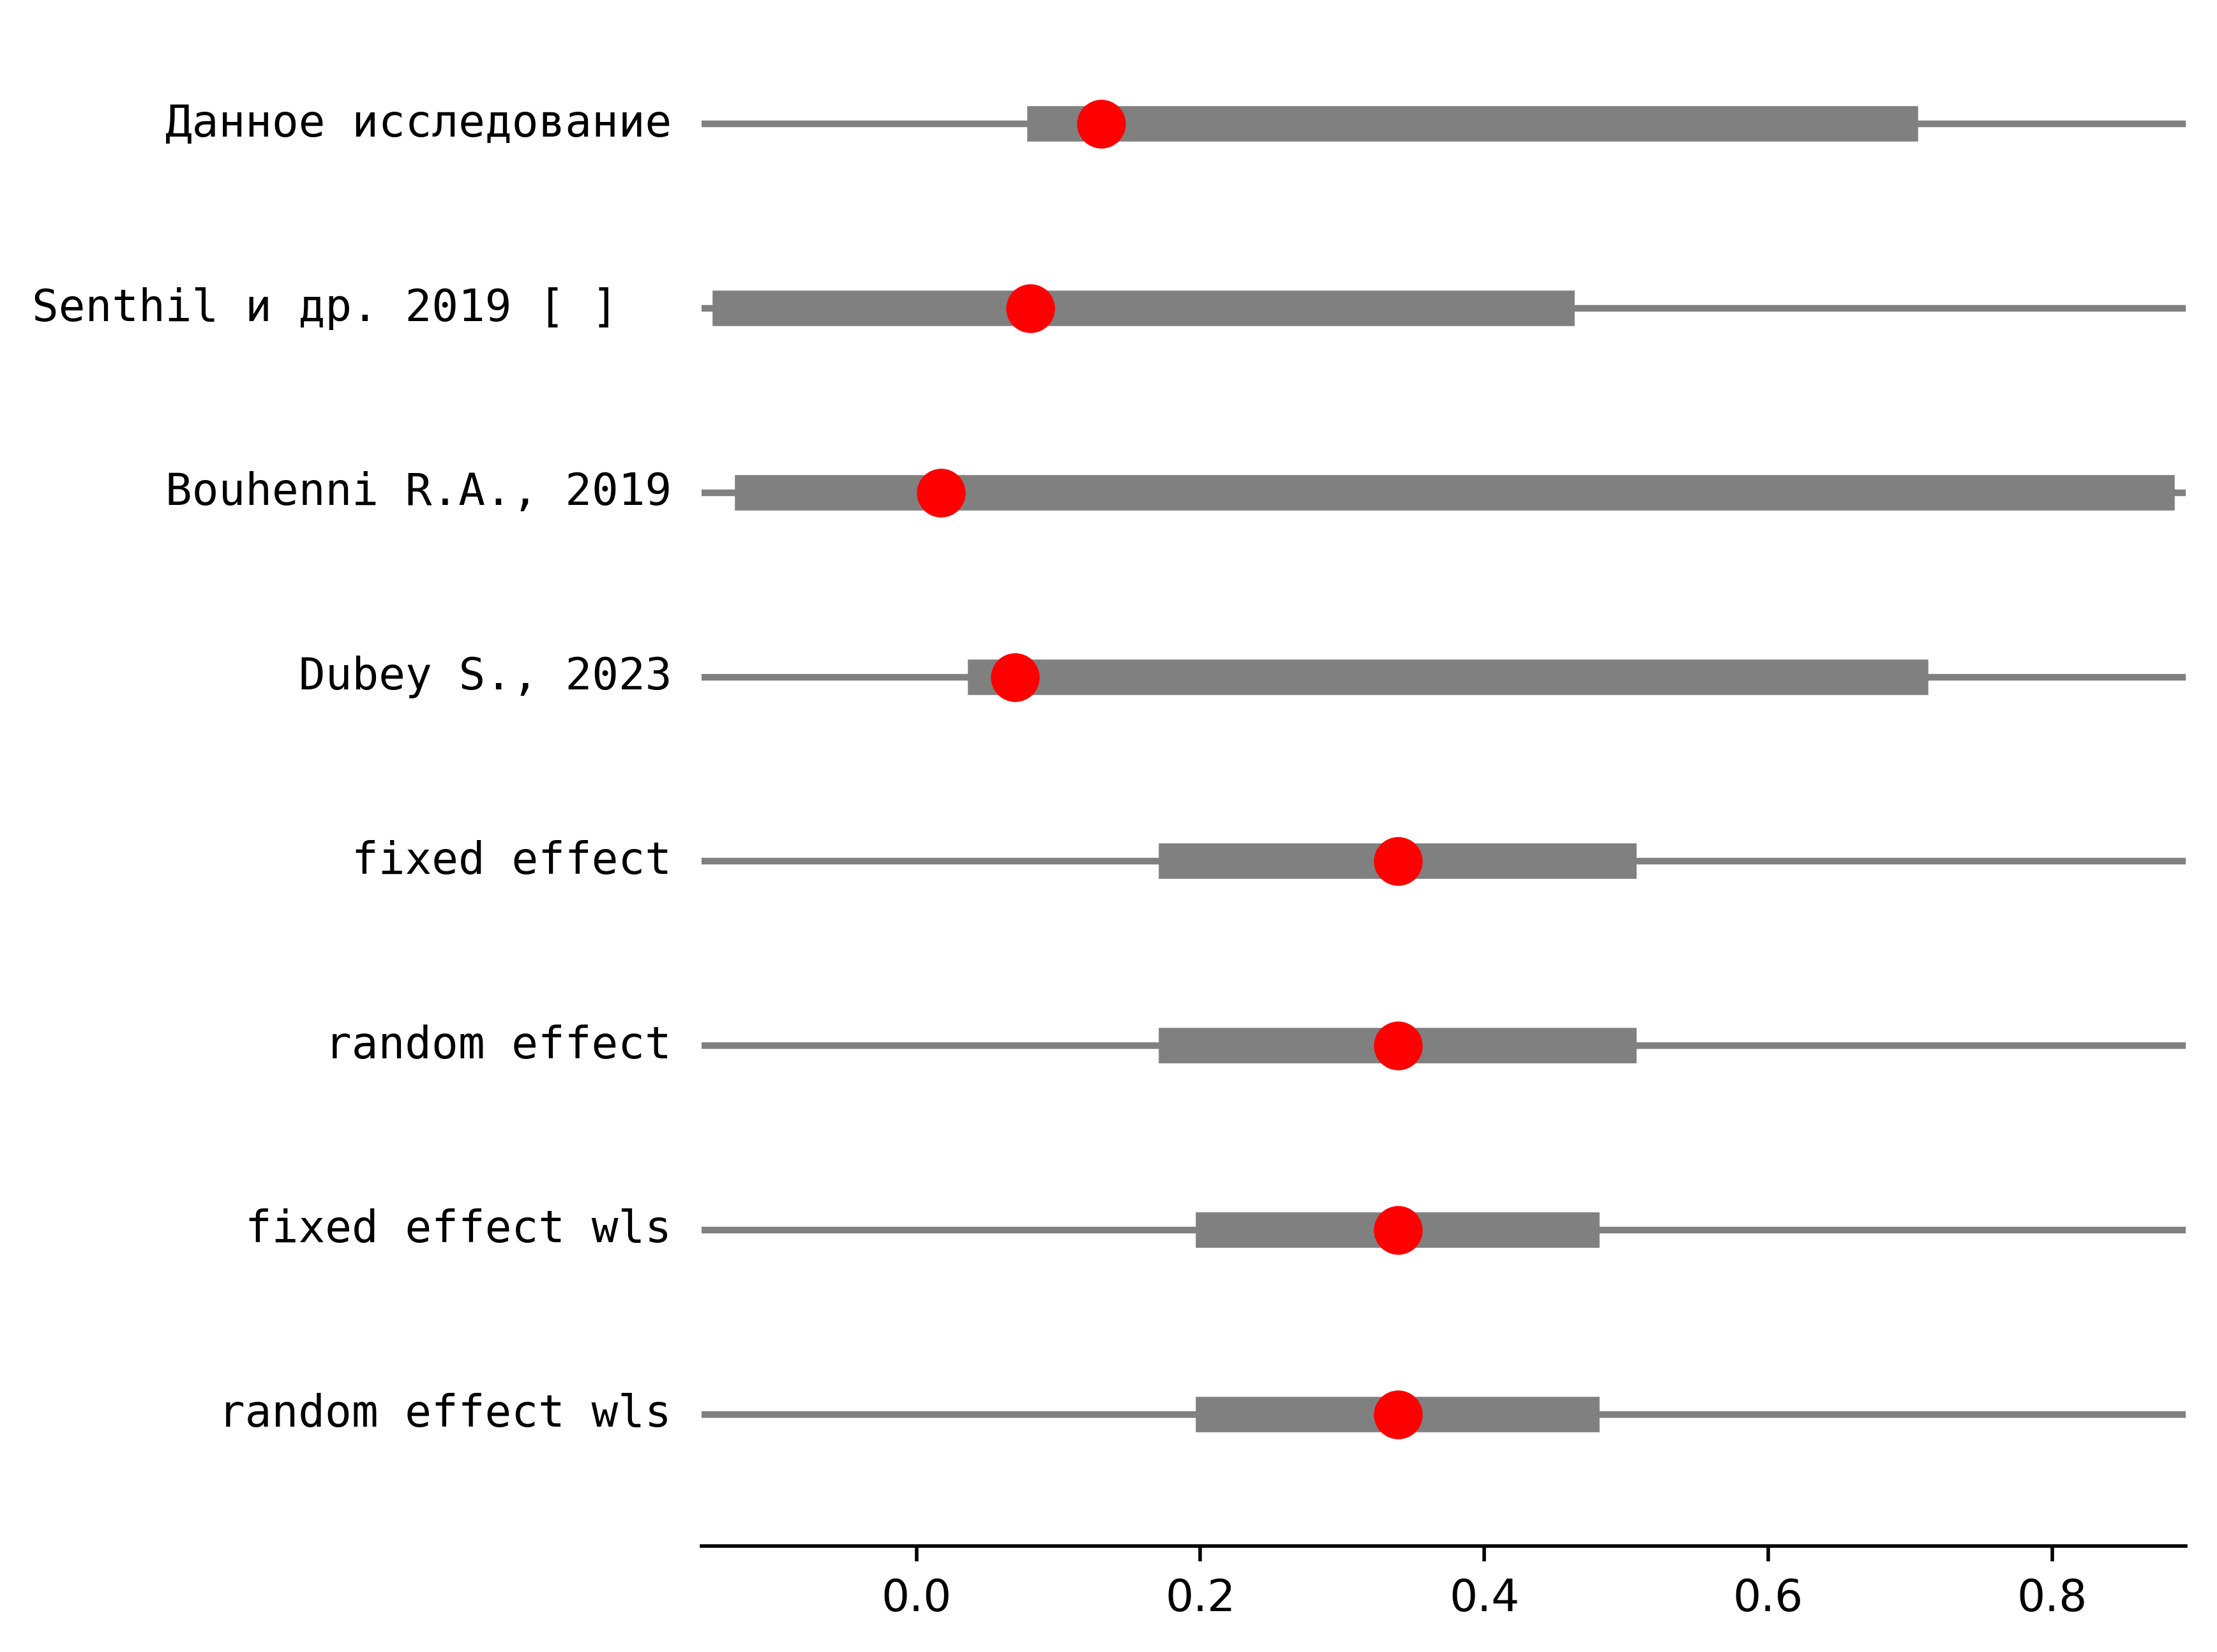 Данное исследование
Senthil и др. 2019 [ ]
Bouhenni R.A., 2019
Dubey S., 2023
fixed effect
random effect
fixed effect wls
random effect wls
0.0 0.2 0.4 0.6 0.8